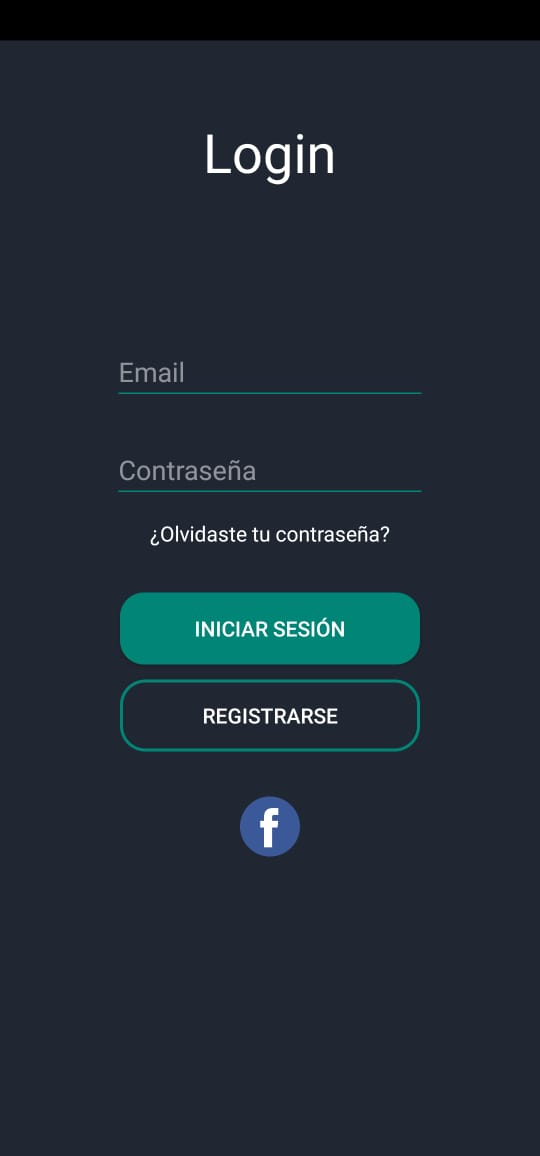 Login
Email
Contraseña
¿Olvidaste tu contraseña?
INICIAR SESIÓN
REGISTRARSE
f